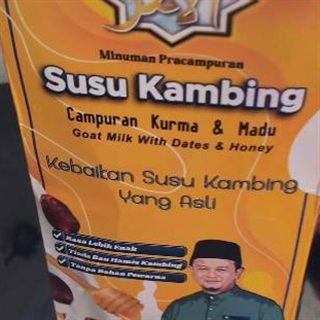 Minuman Pracampuran
Susu Kambing
Campuran Kurma & Madu
Goat Milk With Dates & Honey
Kebaikan Susu Kambing
Yang Asli
Rasa Lebih Enak
Tiada Bau Hamis Kambing
Tanpa Bahan Pewarna